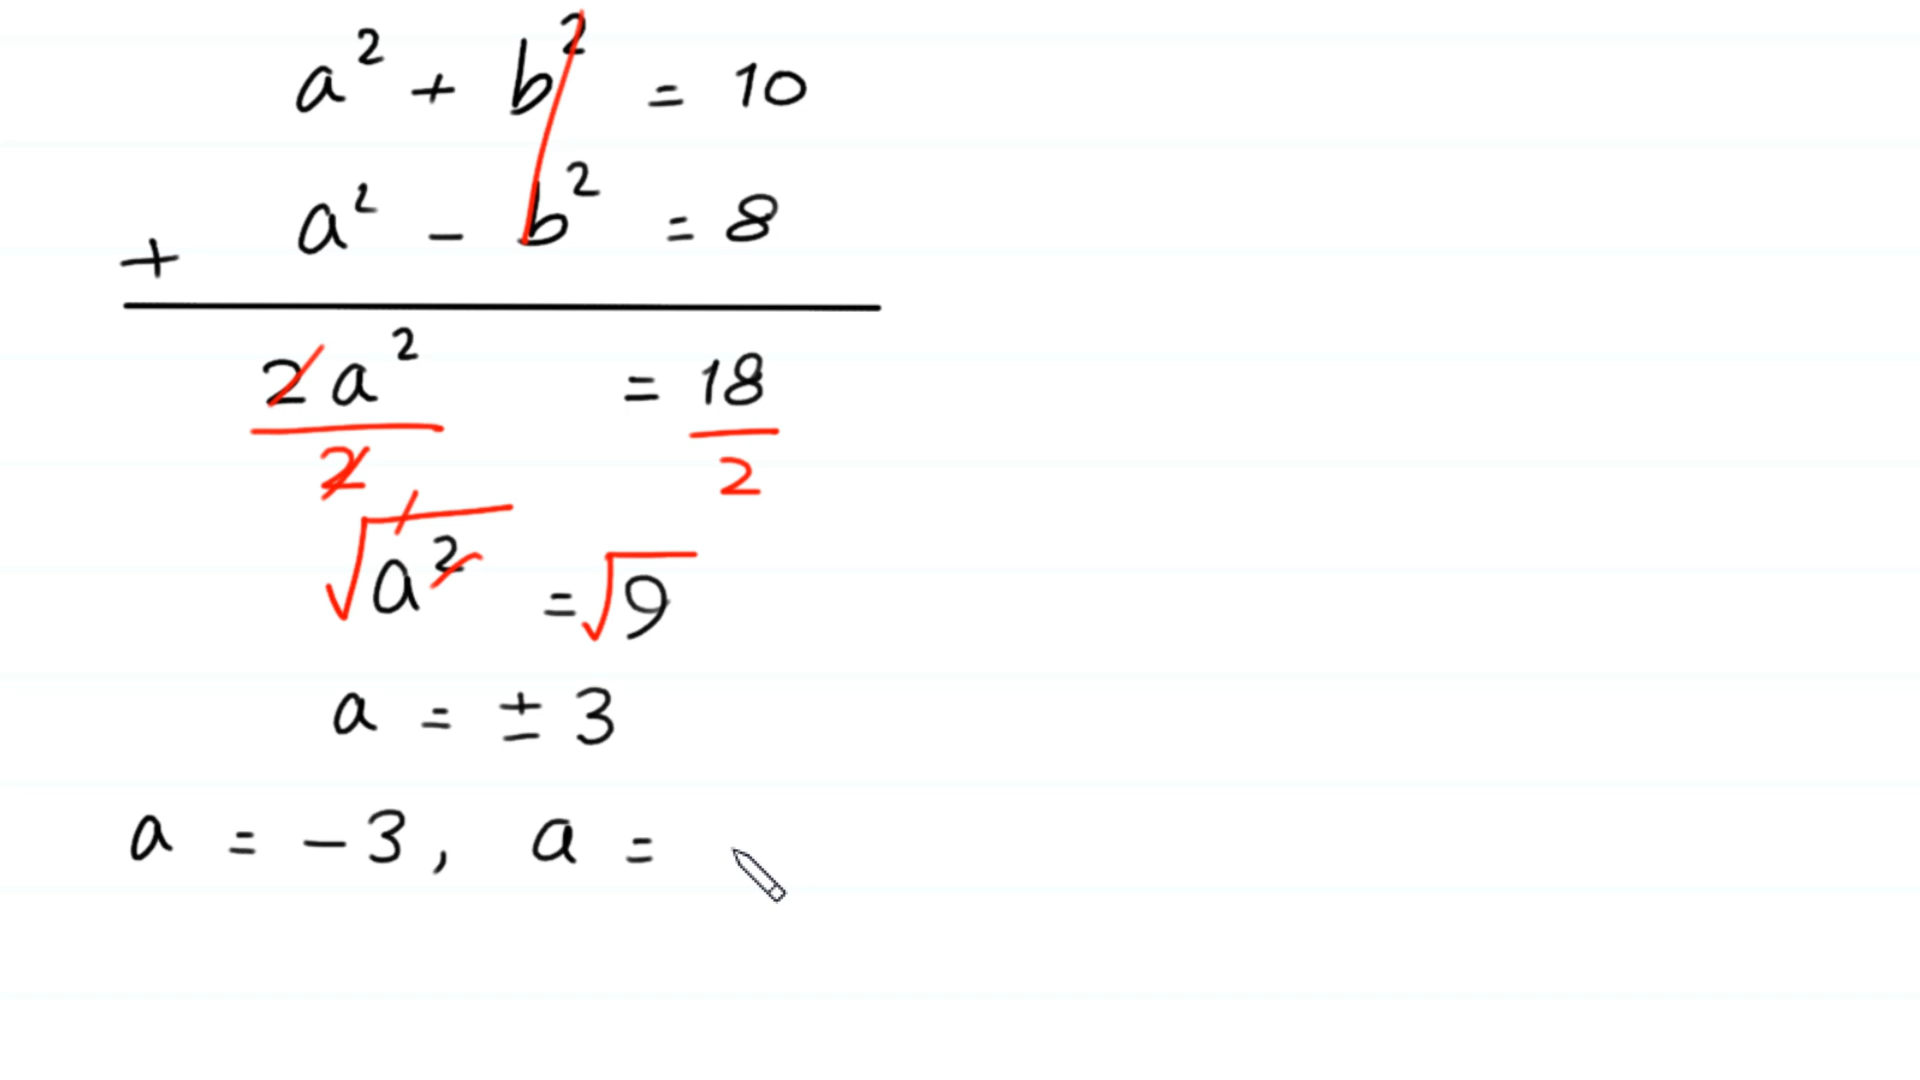 a² + b² = 10
+ a² - b² = 8
2a²/2 = 18/2
√a² = √9
a = ± 3
a = -3, a =